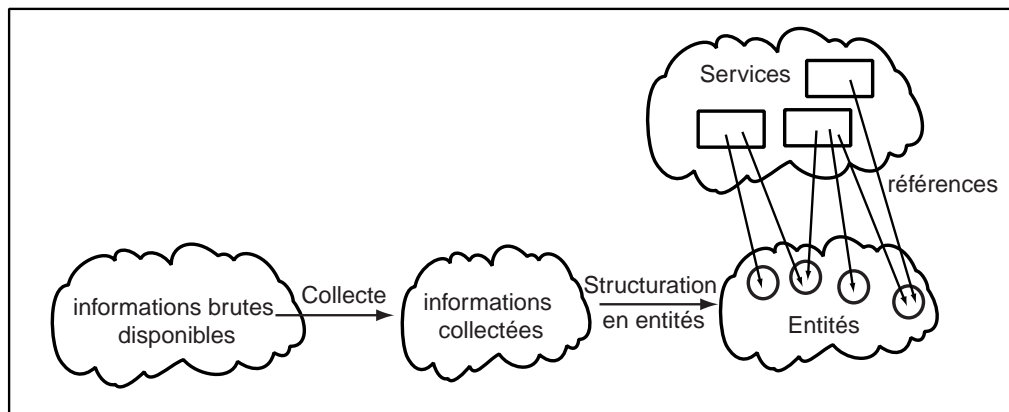 Services
références
informations brutes
disponibles
Collecte
informations
collectées
Structuration
en entités
Entités